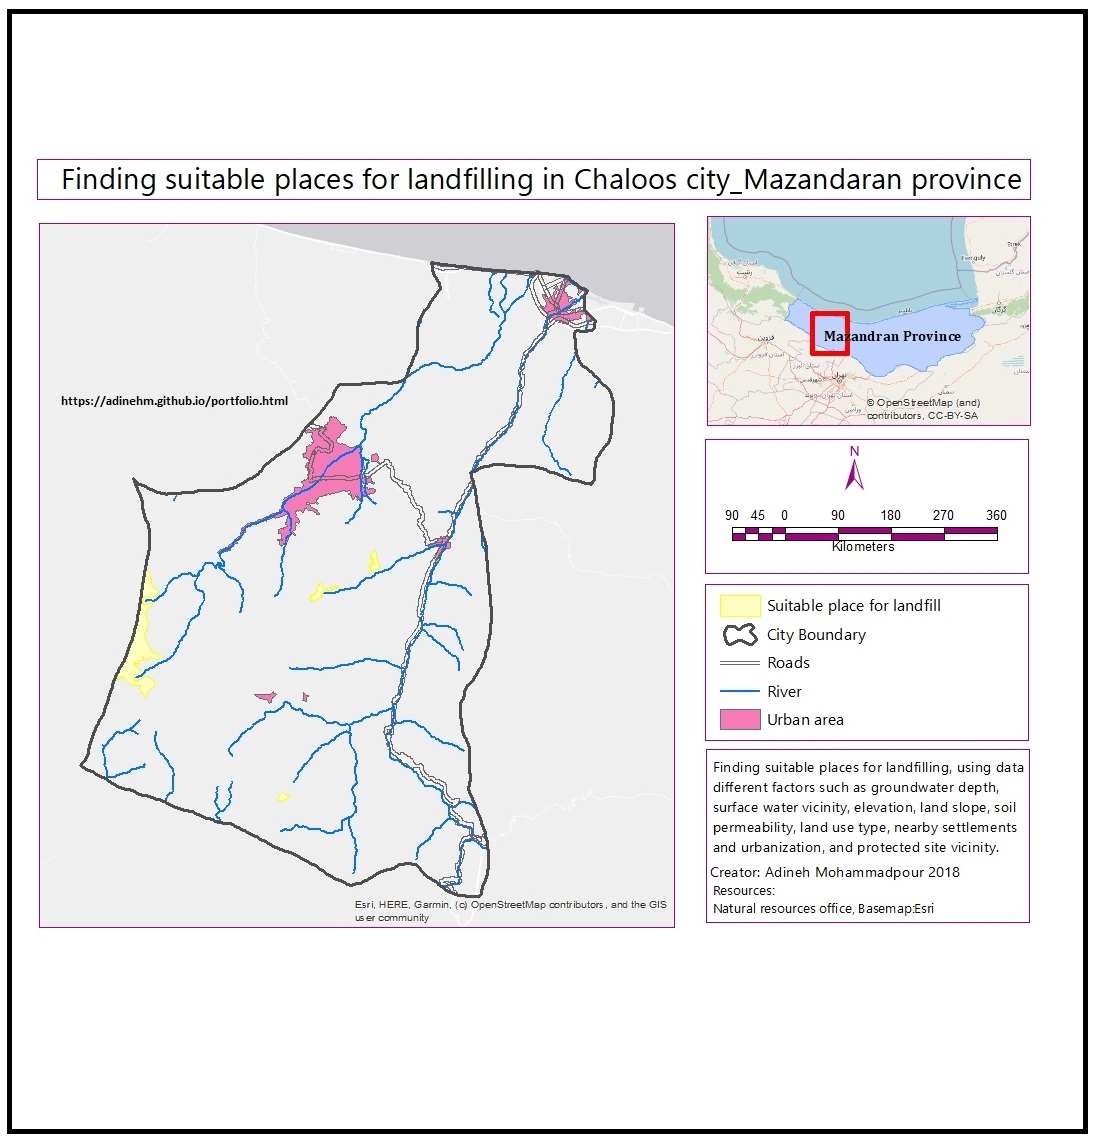 Finding suitable places for landfilling in Chaloos city_Mazandaran province
https://adinehm.github.io/portfolio.html
Esri, HERE, Garmin, (c) OpenStreetMap contributors, and the GIS
user community
رشت
قزوین
تهران
گرگان
Mazandran Province
© OpenStreetMap (and)
contributors, CC-BY-SA
N
90 45 0 90 180 270 360
Kilometers
Suitable place for landfill
City Boundary
Roads
River
Urban area
Finding suitable places for landfilling, using data
different factors such as groundwater depth,
surface water vicinity, elevation, land slope, soil
permeability, land use type, nearby settlements
and urbanization, and protected site vicinity.
Creator: Adineh Mohammadpour 2018
Resources:
Natural resources office, Basemap:Esri